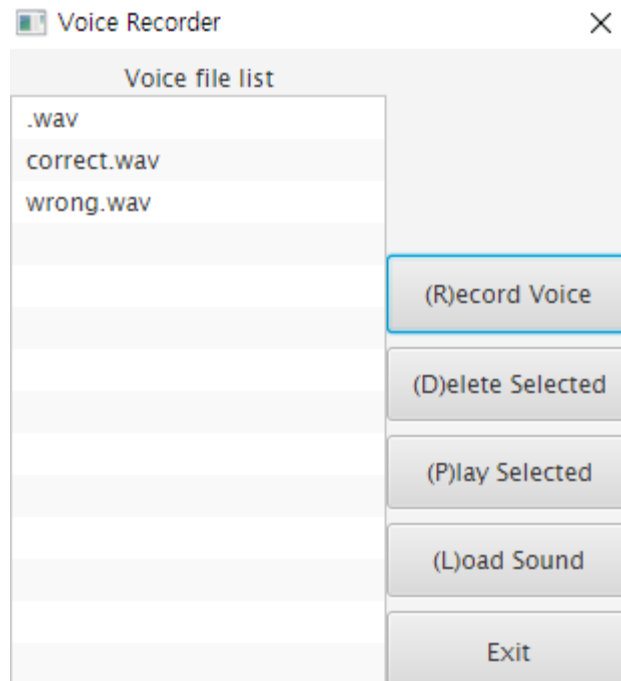 Voice Recorder
Voice file list
.wav
correct.wav
wrong.wav
(R)ecord Voice
(D)elete Selected
(P)lay Selected
(L)oad Sound
Exit